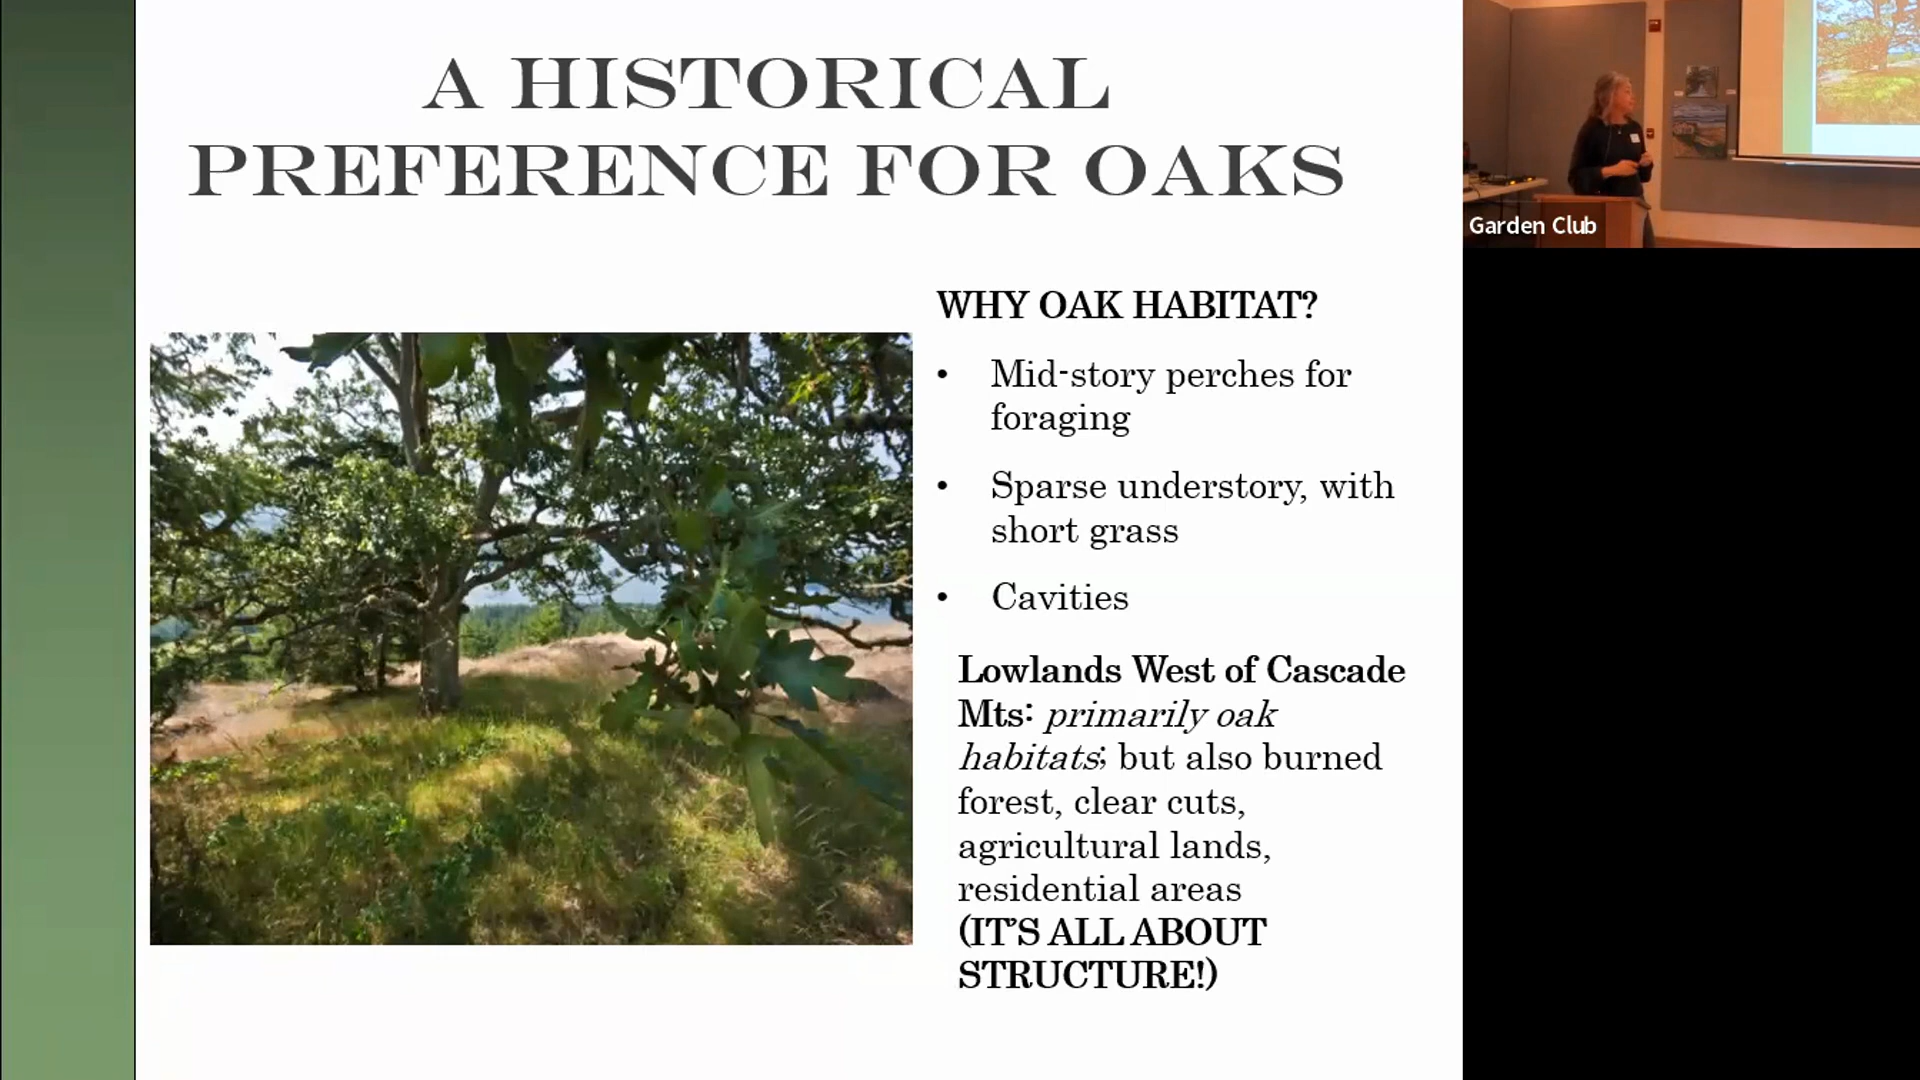 A HISTORICAL
PREFERENCE FOR OAKS
WHY OAK HABITAT?
• Mid-story perches for
foraging
• Sparse understory, with
short grass
• Cavities
Lowlands West of Cascade
Mts: primarily oak
habitats; but also burned
forest, clear cuts,
agricultural lands,
residential areas
(IT'S ALL ABOUT
STRUCTURE!)
Garden Club